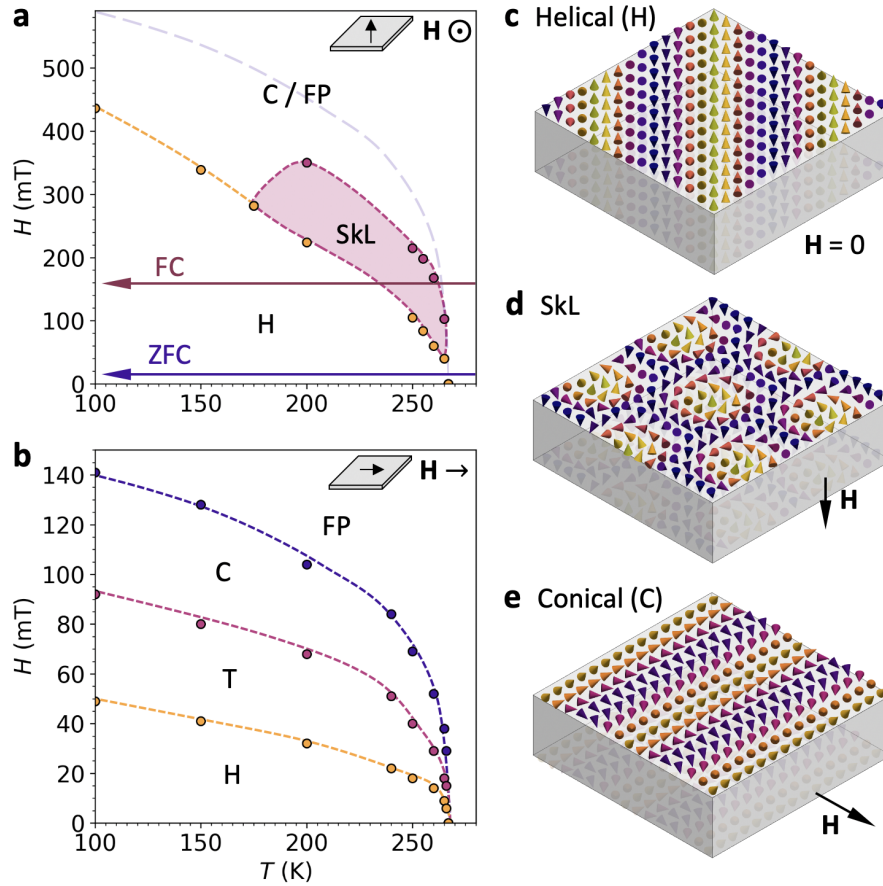 a
H ⊙
500
400
300
200
100
0
H (mT)
C / FP
SkL
FC
H
ZFC
100
150
200
250
b
H →
140
120
100
80
60
40
20
0
H (mT)
FP
C
T
H
100
150
200
250
T (K)
c Helical (H)
H = 0
d SkL
H
e Conical (C)
H